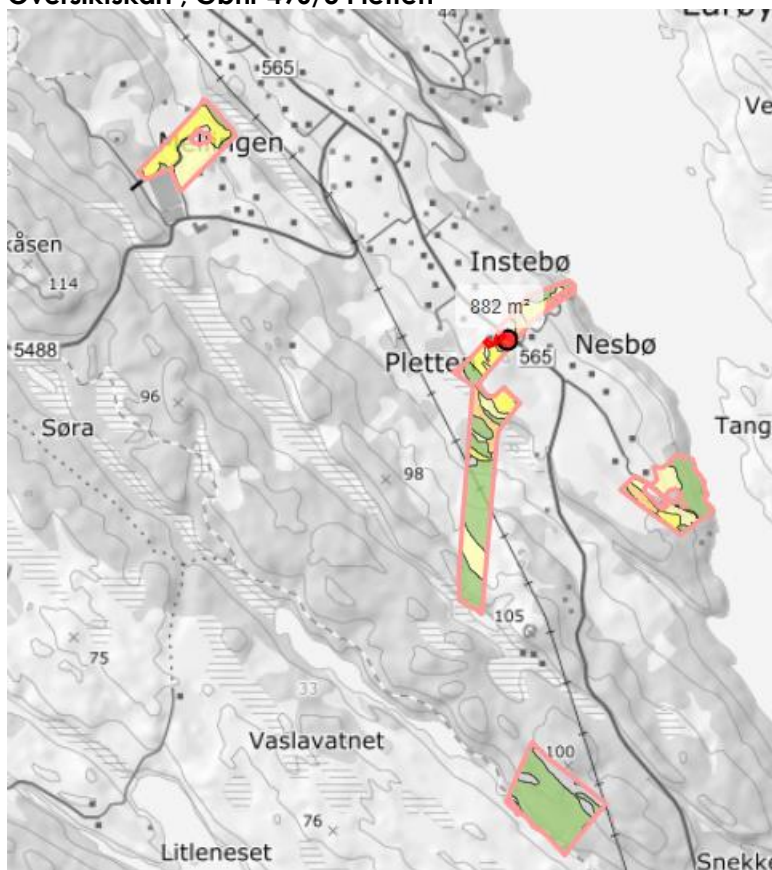 44
565
Ve
åsen
114
Instebø
882 m²
Nesbø
565
5488
96
Søra
Tang
98
105
75
33
Vaslavatnet
100
76
Litleneset
Snekke